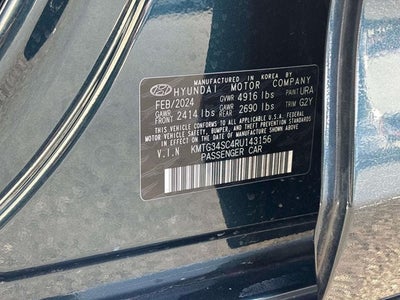 MANUFACTURED IN KOREA BY
HYUNDAI MOTOR COMPANY
FEB/2024 GVWR 4916 lbs PAINT URA
GAWR FRONT 2414 lbs GAWR REAR 2690 lbs TRIM GZY
THIS VEHICLE CONFORMS TO ALL APPLICABLE U.S. FEDERAL
MOTOR VEHICLE SAFETY, BUMPER, AND THEFT PREVENTION
STANDARDS IN EFFECT ON THE
DATE OF MANUFACTURE SHOWN ABOVE.
V.I.N KMTG34SC4RU143156
PASSENGER CAR